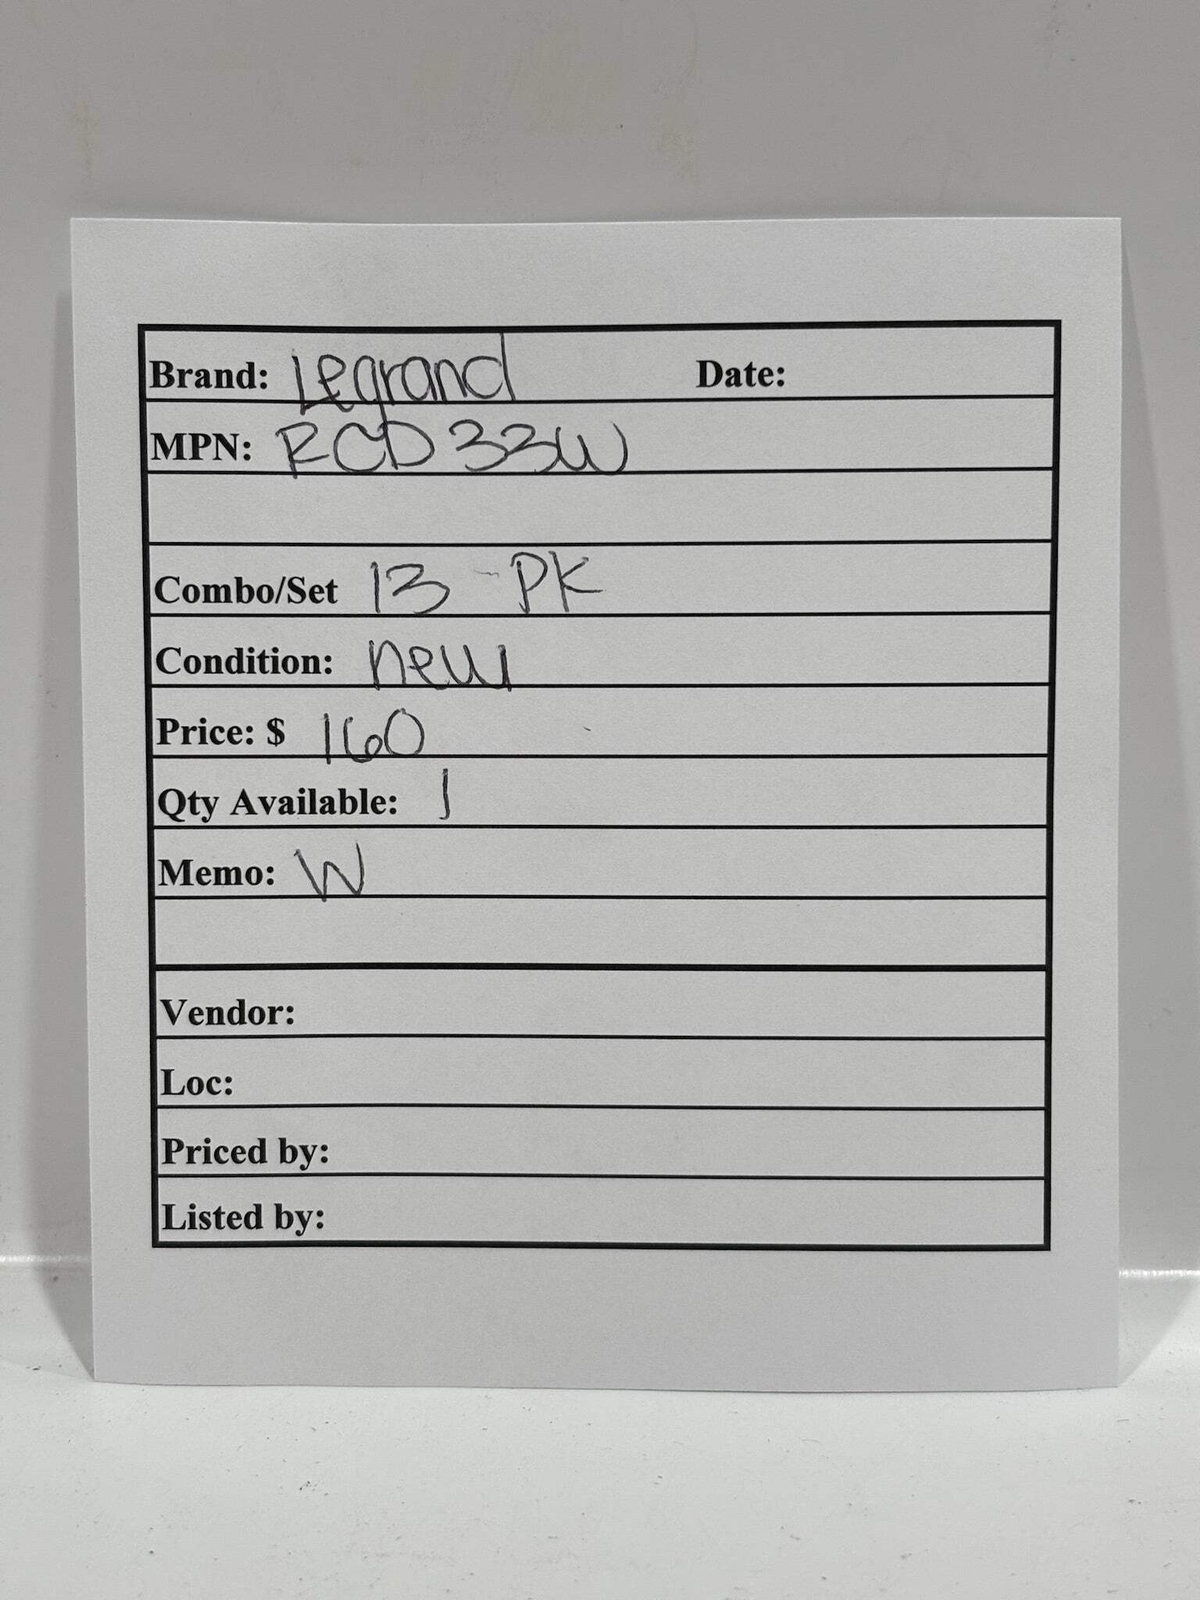 Brand: Legrand Date:
MPN: RCD33W
Combo/Set 13 - PK
Condition: new
Price: $ 160
Qty Available: 1
Memo: W
Vendor:
Loc:
Priced by:
Listed by: